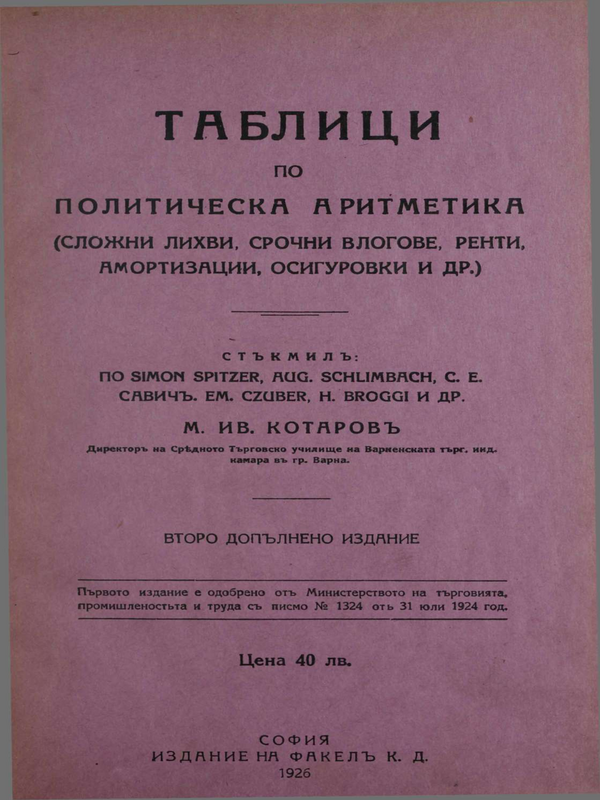 ТАБЛИЦИ
ПО
ПОЛИТИЧЕСКА АРИТМЕТИКА
(СЛОЖНИ ЛИХВИ, СРОЧНИ ВЛОГОВЕ, РЕНТИ,
АМОРТИЗАЦИИ, ОСИГУРОВКИ И ДР.)
СТЪКМИЛЪ:
ПО SIMON SPITZER, AUG. SCHLIMBACH, С. Е.
САВИЧЪ. EM. CZUBER, H. BROGGI И ДР.
М. ИВ. КОТАРОВЪ
Директоръ на Срѣдното Търговско училище на Варненската търг. инд.
камара въ гр. Варна.
ВТОРО ДОПЪЛНЕНО ИЗДАНИЕ
Първото издание е одобрено отъ Министерството на търговията,
промишленостьта и труда съ писмо № 1324 отъ 31 юли 1924 год.
Цена 40 лв.
СОФИЯ
ИЗДАНИЕ НА ФАКЕЛЪ К. Д.
1926